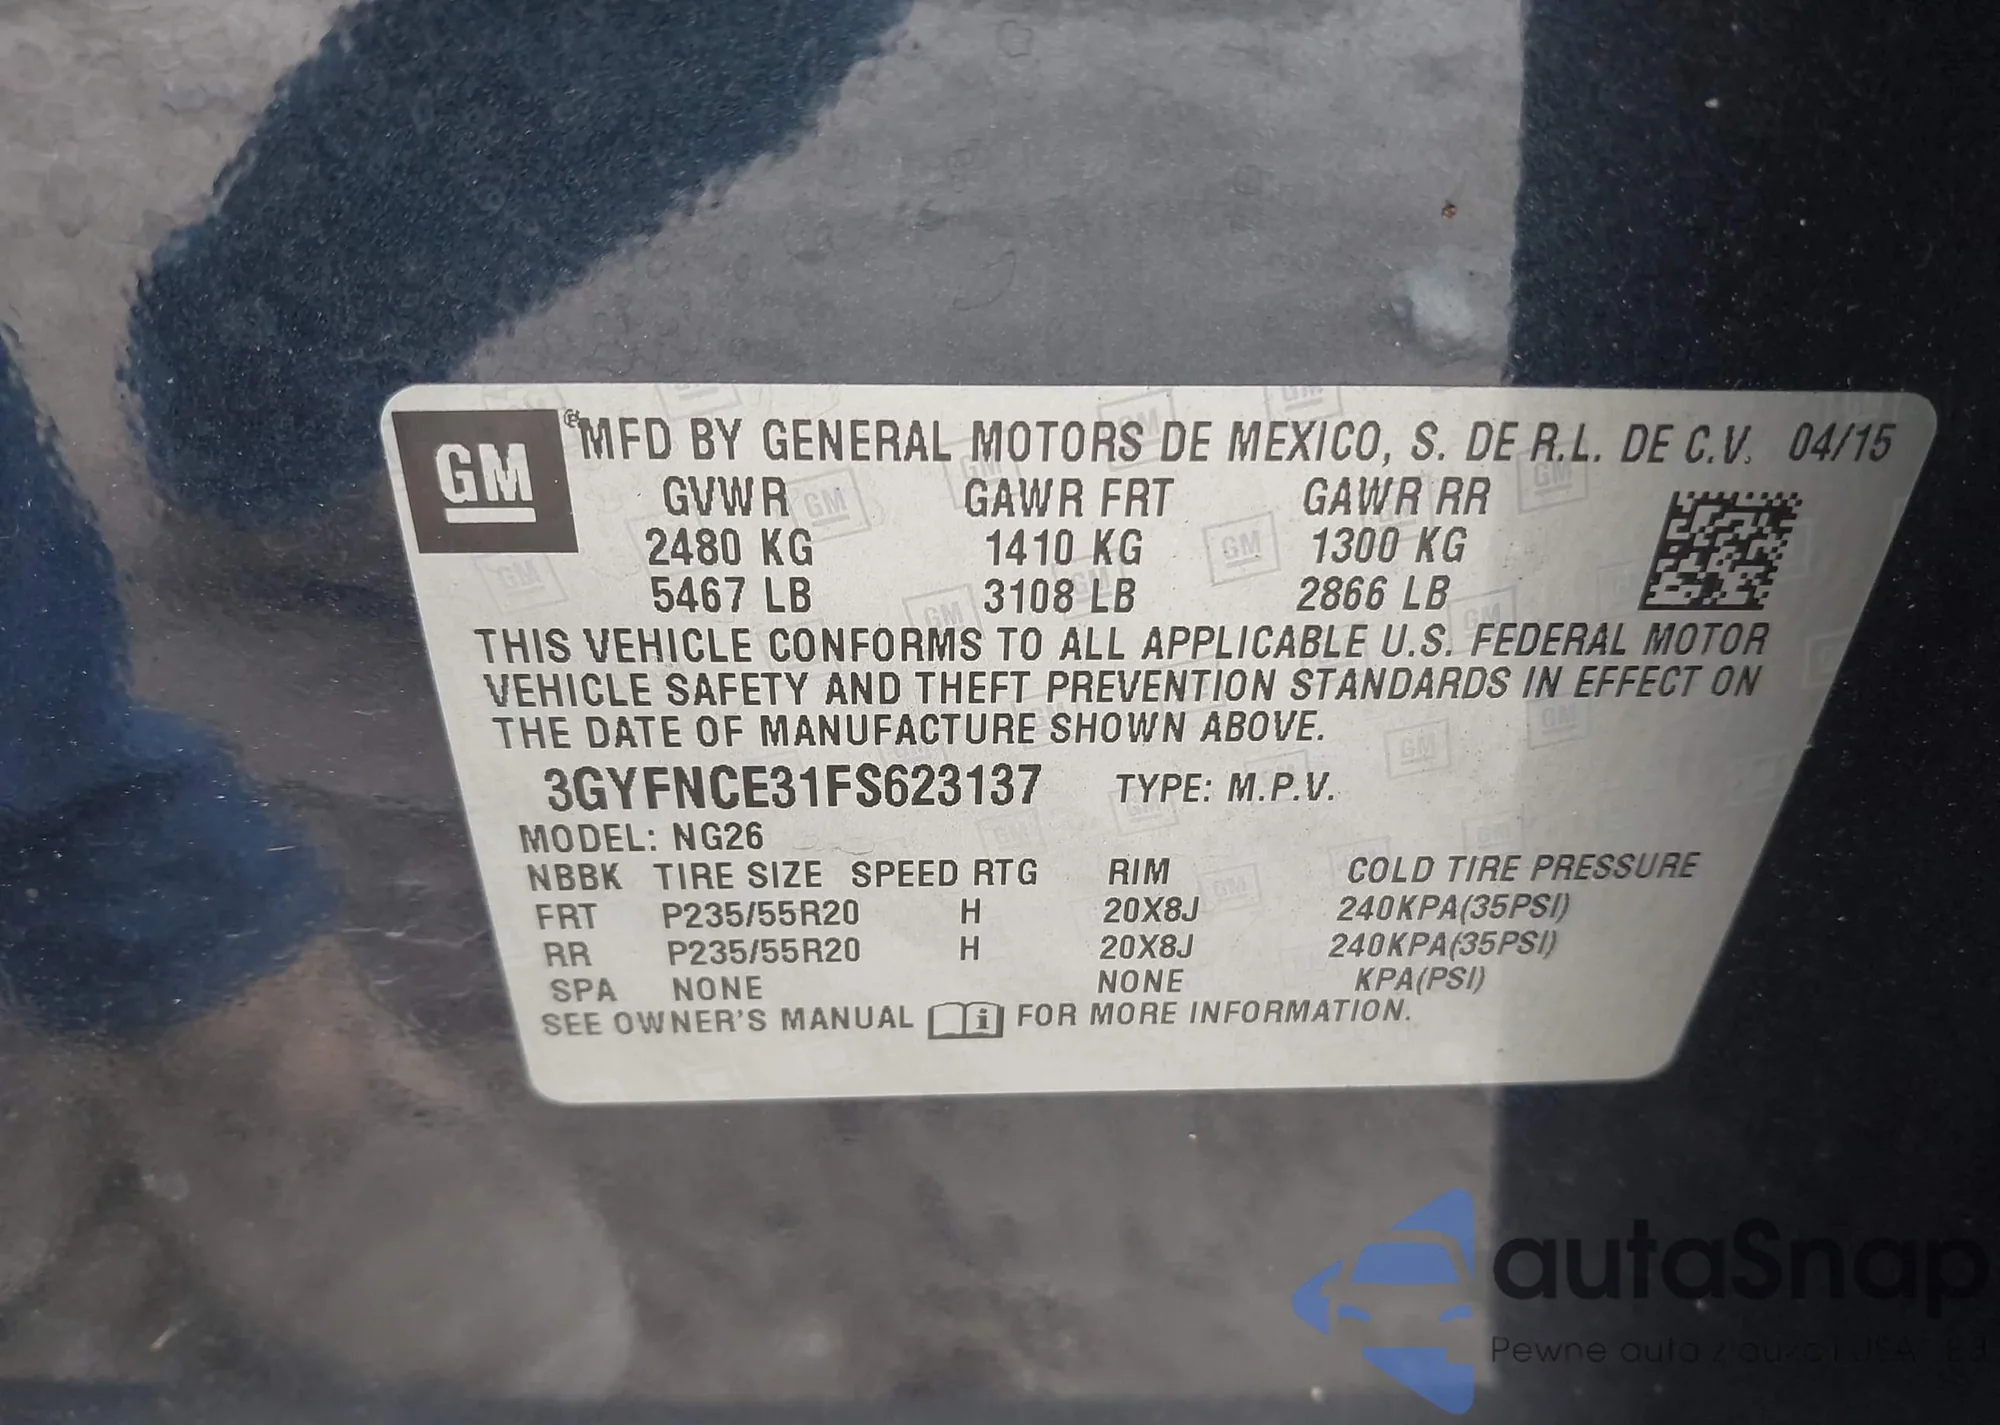 GM
® MFD BY GENERAL MOTORS DE MEXICO, S. DE R.L. DE C.V. 04/15
GVWR GAWR FRT GAWR RR
2480 KG 1410 KG 1300 KG
5467 LB 3108 LB 2866 LB
THIS VEHICLE CONFORMS TO ALL APPLICABLE U.S. FEDERAL MOTOR
VEHICLE SAFETY AND THEFT PREVENTION STANDARDS IN EFFECT ON
THE DATE OF MANUFACTURE SHOWN ABOVE.
3GYFNCE31FS623137 TYPE: M.P.V.
MODEL: NG26
NBBK TIRE SIZE SPEED RTG RIM COLD TIRE PRESSURE
FRT P235/55R20 H 20X8J 240KPA(35PSI)
RR P235/55R20 H 20X8J 240KPA(35PSI)
SPA NONE NONE KPA(PSI)
SEE OWNER'S MANUAL i FOR MORE INFORMATION.
autaSnap
Pewne auta z aukcji